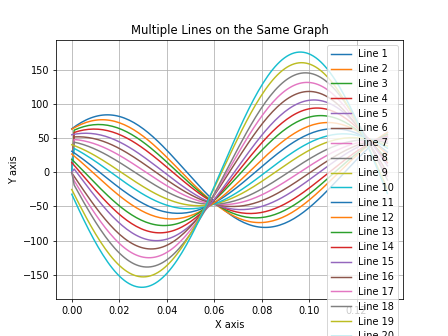 Multiple Lines on the Same Graph
Y axis
150
100
50
0
−50
−100
−150
0.00
0.02
0.04
0.06
0.08
0.10
X axis
Line 1
Line 2
Line 3
Line 4
Line 5
Line 6
Line 7
Line 8
Line 9
Line 10
Line 11
Line 12
Line 13
Line 14
Line 15
Line 16
Line 17
Line 18
Line 19
Line 20